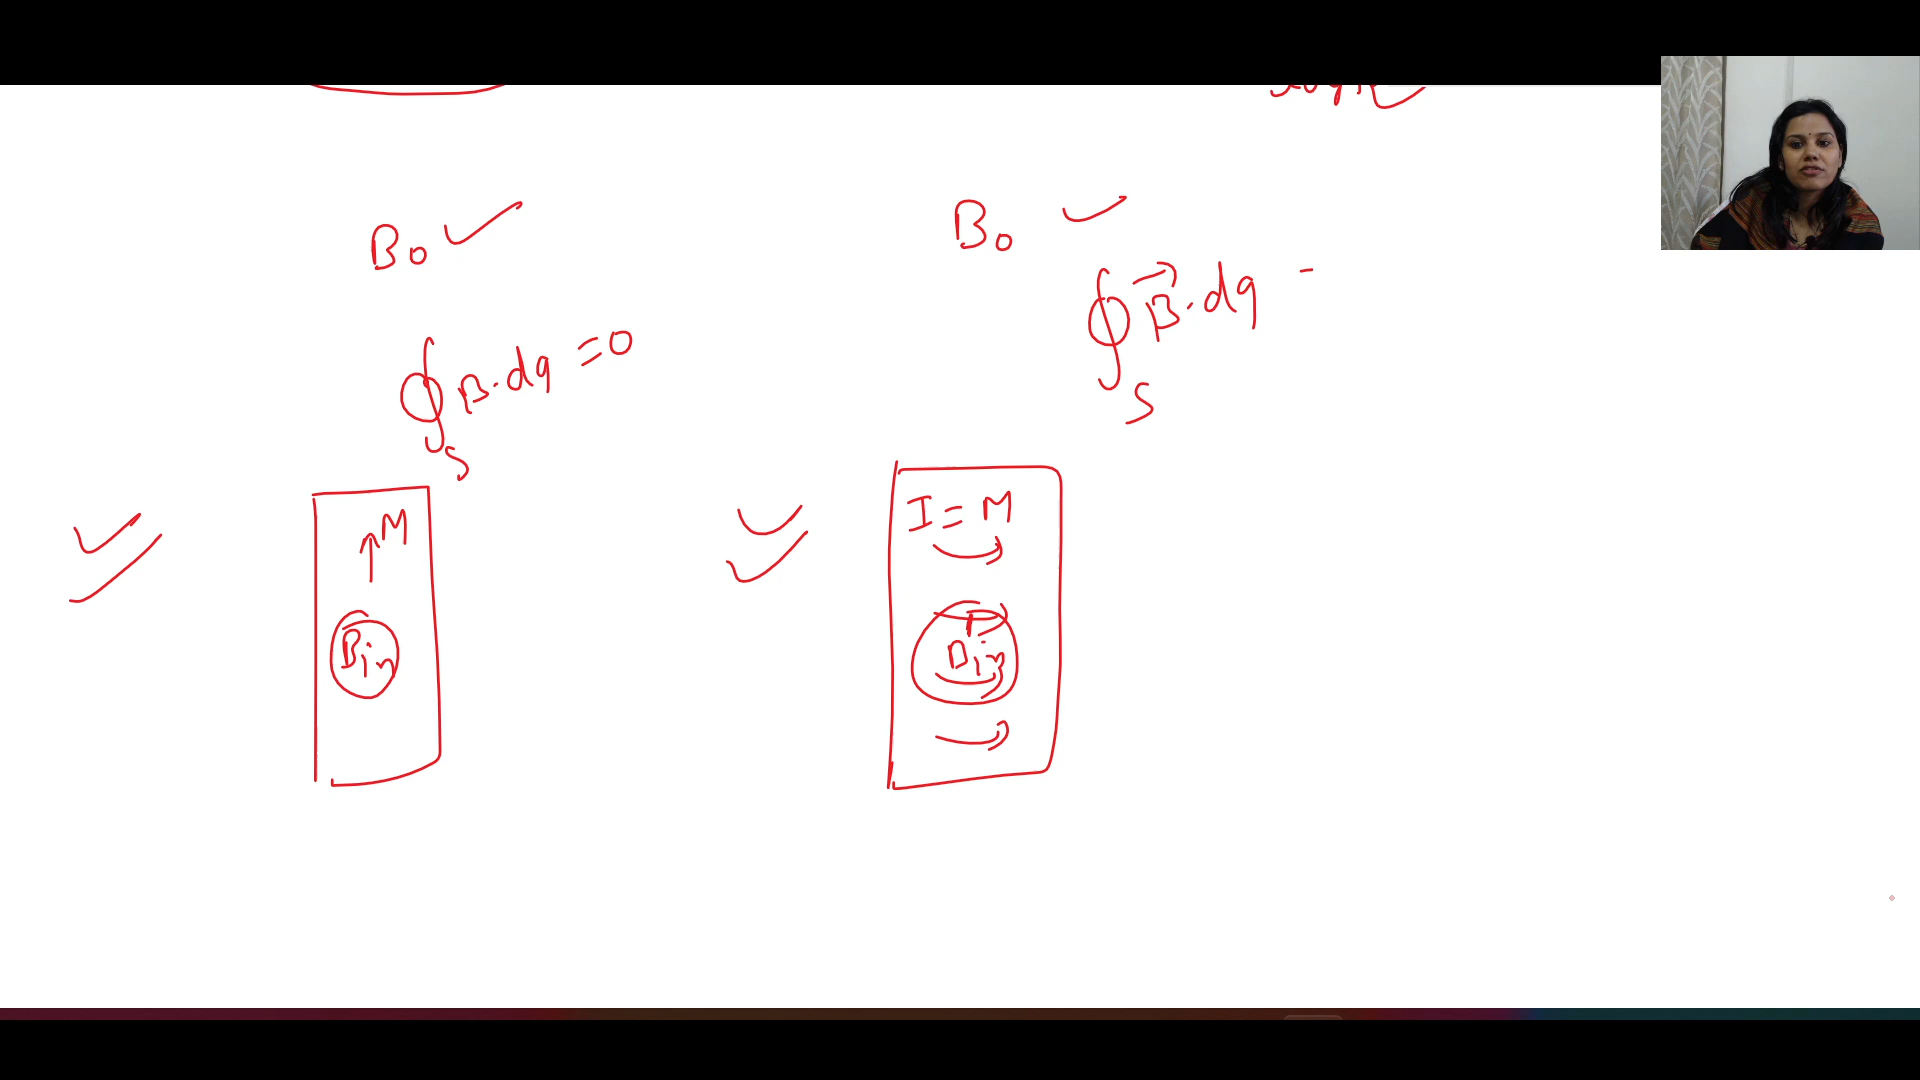 B₀
∮ₛ B·da = 0
↑M
Bᵢₙ
B₀
∮ₛ B⃗·da =
I = M
Bᵢₙ